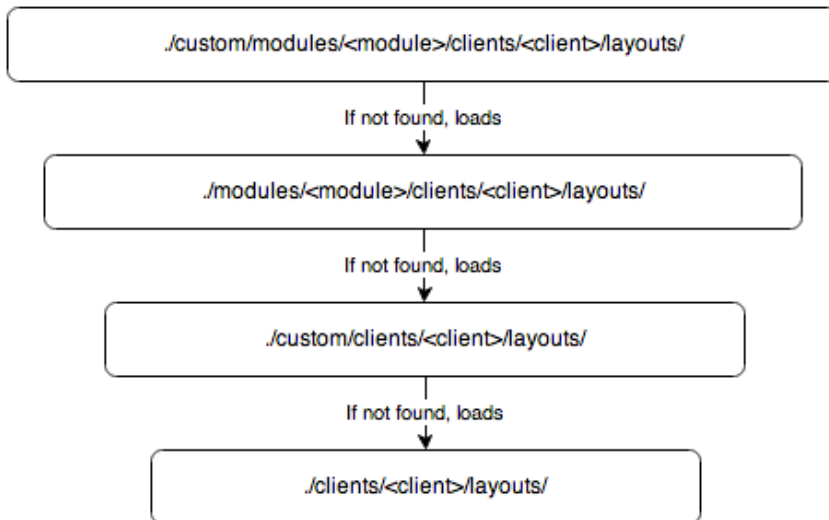 ./custom/modules/<module>/clients/<client>/layouts/
If not found, loads
./modules/<module>/clients/<client>/layouts/
If not found, loads
./custom/clients/<client>/layouts/
If not found, loads
./clients/<client>/layouts/